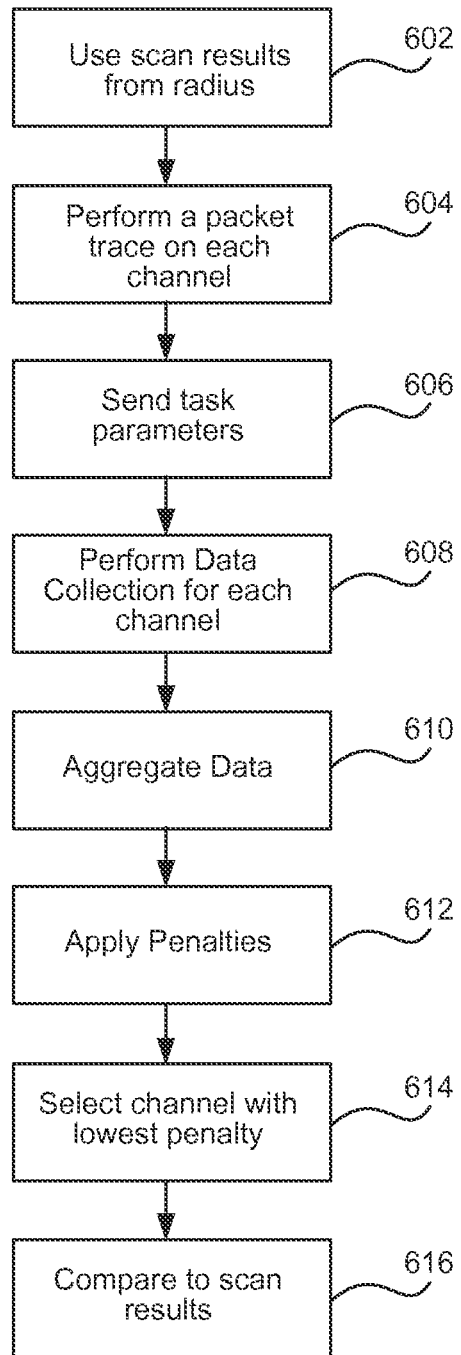 602
Use scan results
from radius
604
Perform a packet
trace on each
channel
606
Send task
parameters
608
Perform Data
Collection for each
channel
610
Aggregate Data
612
Apply Penalties
614
Select channel with
lowest penalty
616
Compare to scan
results